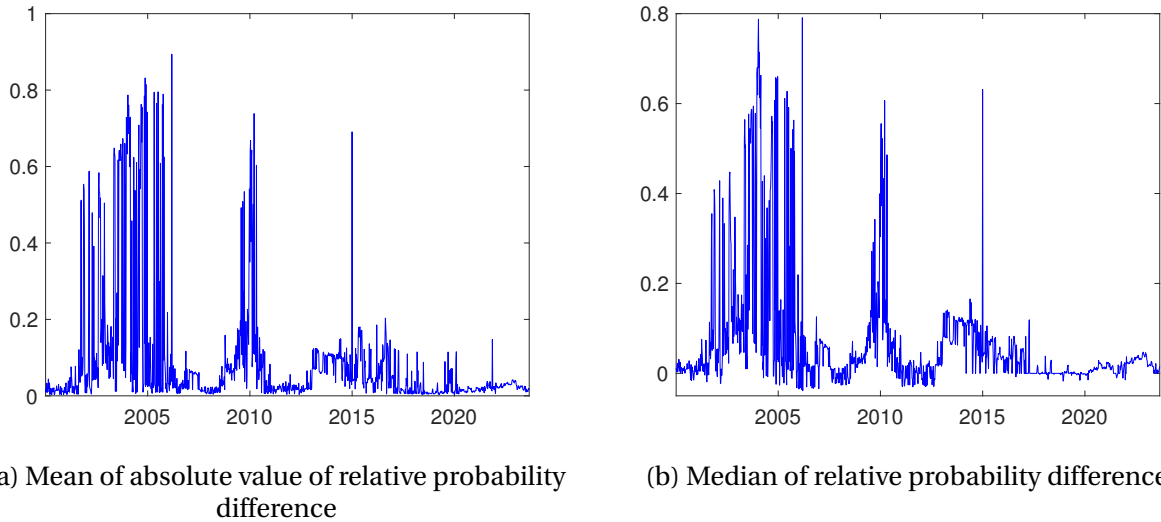 1
0.8
0.6
0.4
0.2
0
2005 2010 2015 2020
0.8
0.6
0.4
0.2
0
2005 2010 2015 2020
a) Mean of absolute value of relative probability
difference
(b) Median of relative probability difference